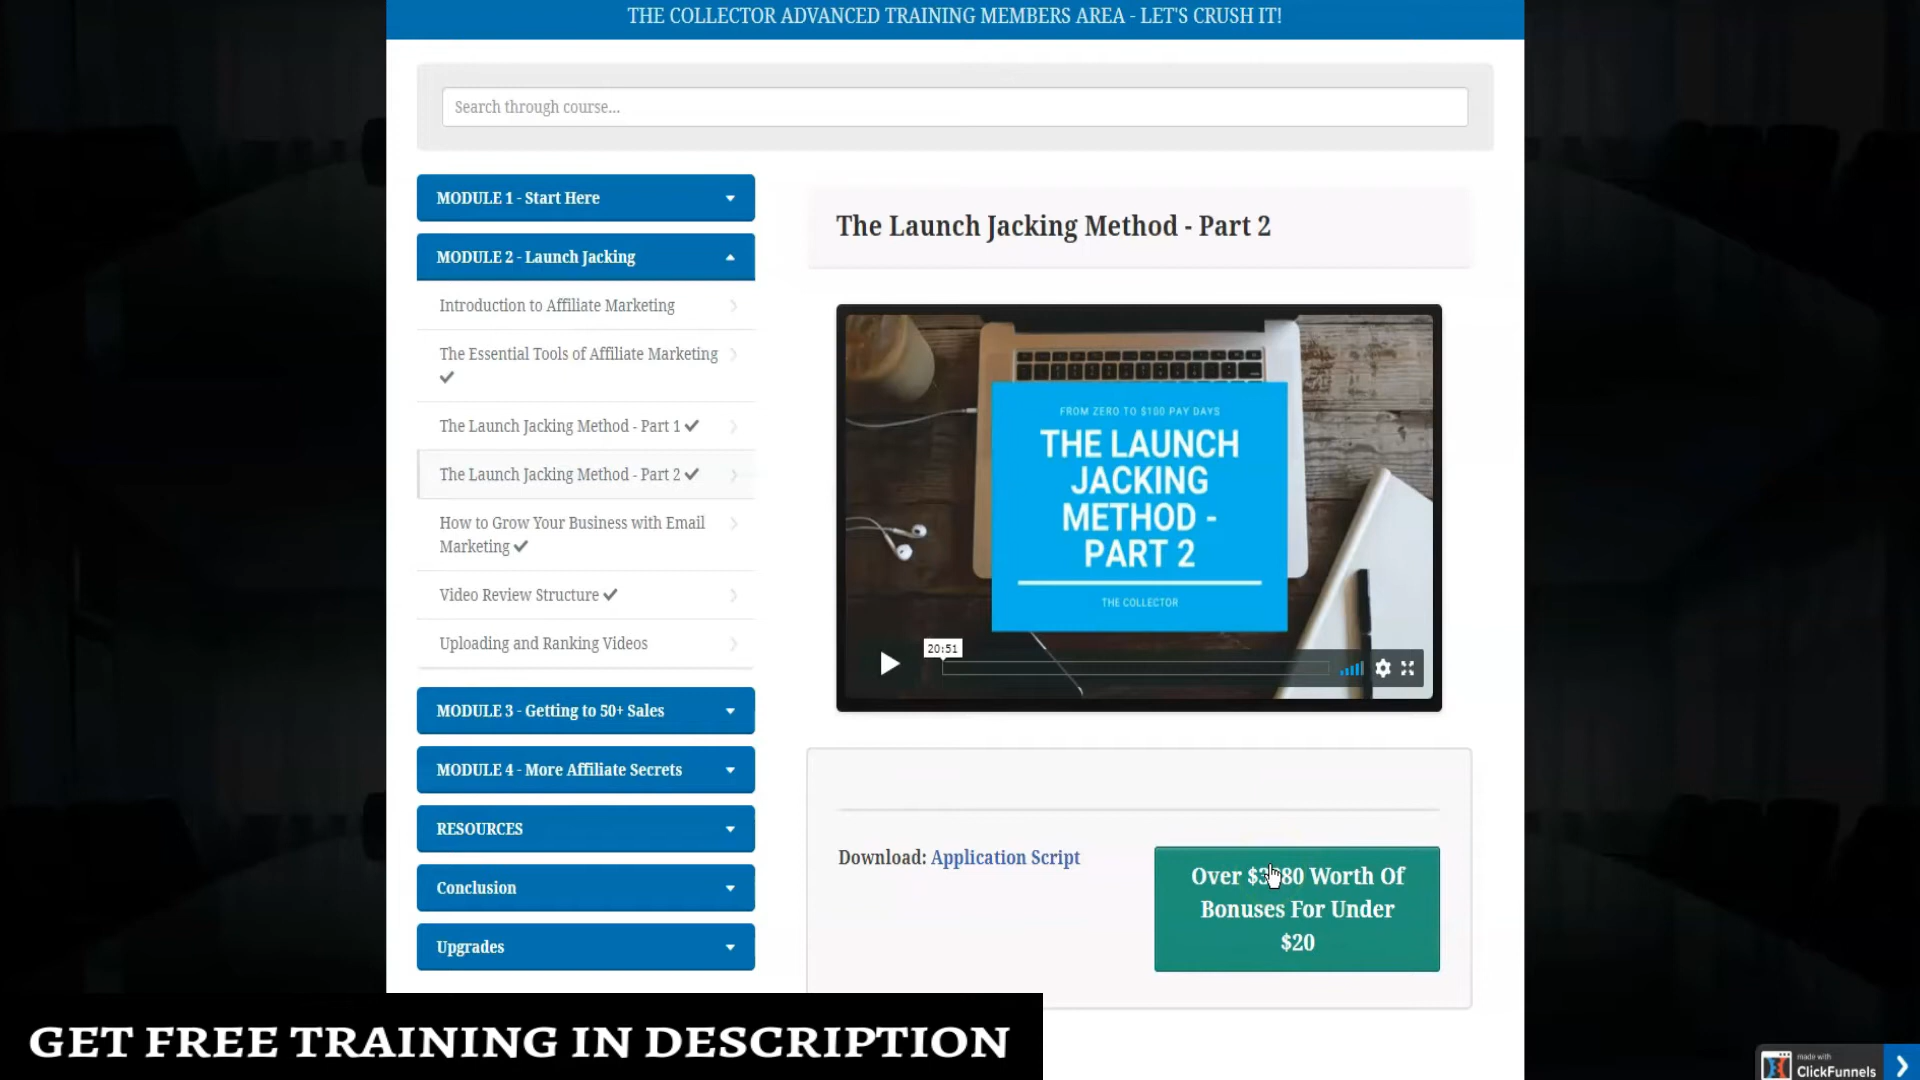 THE COLLECTOR ADVANCED TRAINING MEMBERS AREA - LET'S CRUSH IT!
Search through course...
MODULE 1 - Start Here
MODULE 2 - Launch Jacking
Introduction to Affiliate Marketing
The Essential Tools of Affiliate Marketing
The Launch Jacking Method - Part 1
The Launch Jacking Method - Part 2
How to Grow Your Business with Email
Marketing
Video Review Structure
Uploading and Ranking Videos
MODULE 3 - Getting to 50+ Sales
MODULE 4 - More Affiliate Secrets
RESOURCES
Conclusion
Upgrades
The Launch Jacking Method - Part 2
FROM ZERO TO $100 PAY DAYS
THE LAUNCH
JACKING
METHOD -
PART 2
THE COLLECTOR
20:51
Download: Application Script
Over Worth Of
Bonuses For Under
$20
GET FREE TRAINING IN DESCRIPTION
made with
ClickFunnels